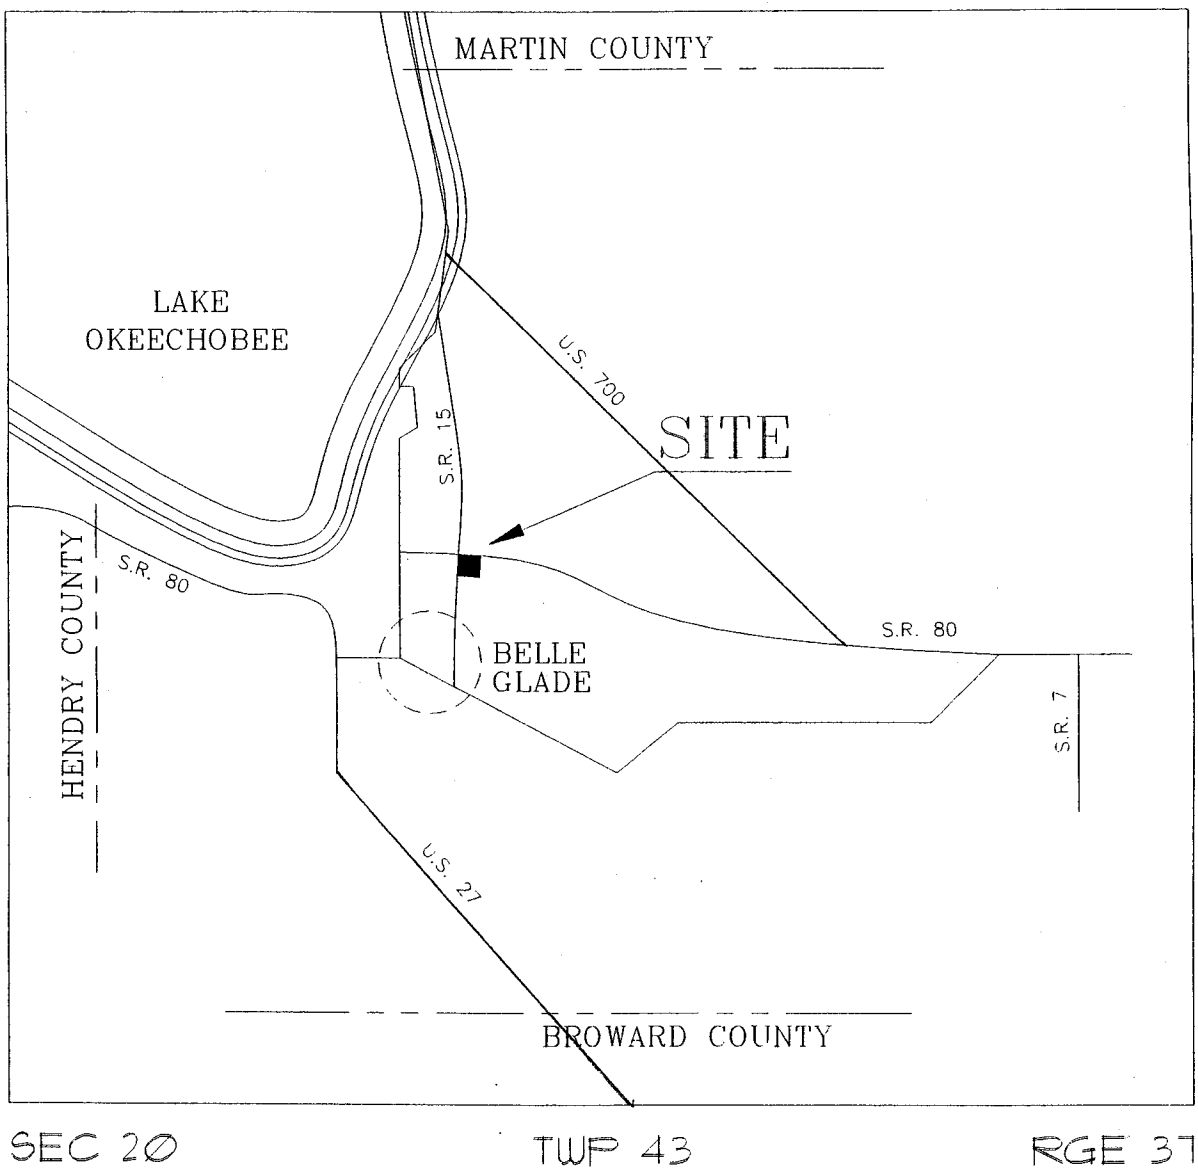 MARTIN COUNTY
LAKE
OKEECHOBEE
U.S. 700
S.R. 15
SITE
HENDRY COUNTY
S.R. 80
S.R. 80
BELLE
GLADE
S.R. 7
U.S. 27
BROWARD COUNTY
SEC 20
TWP 43
RGE 37